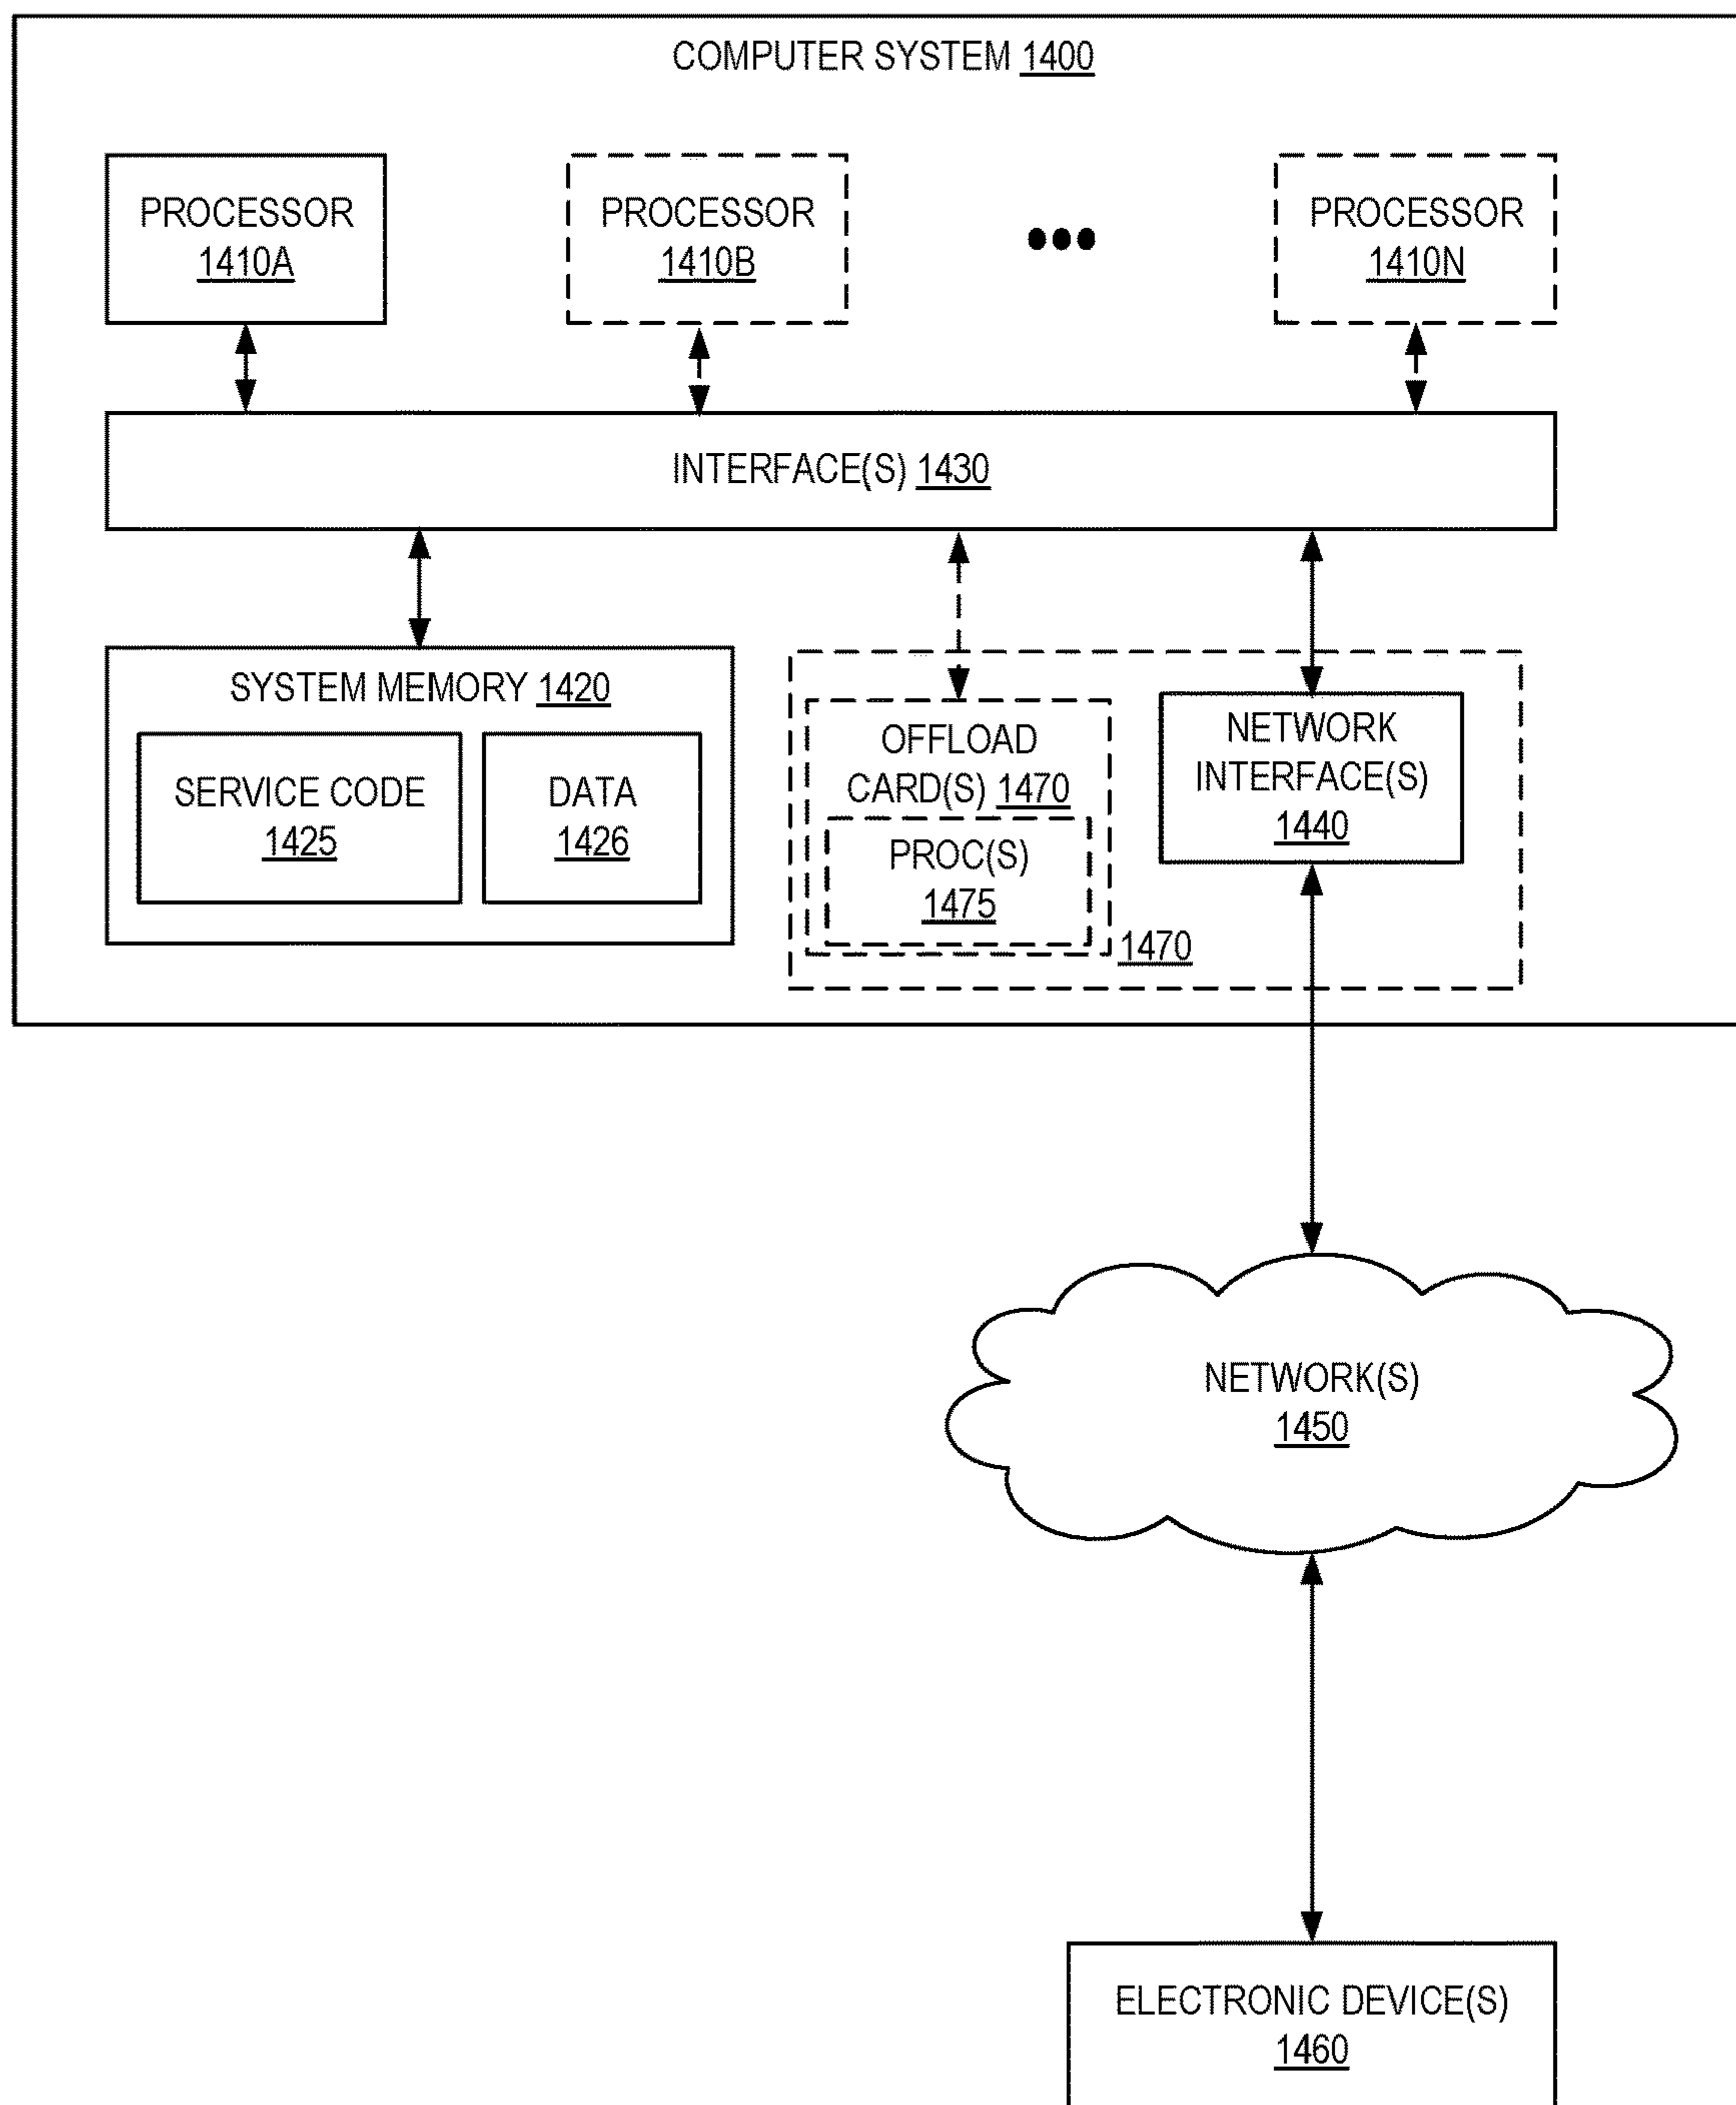 COMPUTER SYSTEM 1400
PROCESSOR
1410A
PROCESSOR
1410B
PROCESSOR
1410N
INTERFACE(S) 1430
SYSTEM MEMORY 1420
SERVICE CODE
1425
DATA
1426
OFFLOAD
CARD(S) 1470
PROC(S)
1475
1470
NETWORK
INTERFACE(S)
1440
NETWORK(S)
1450
ELECTRONIC DEVICE(S)
1460